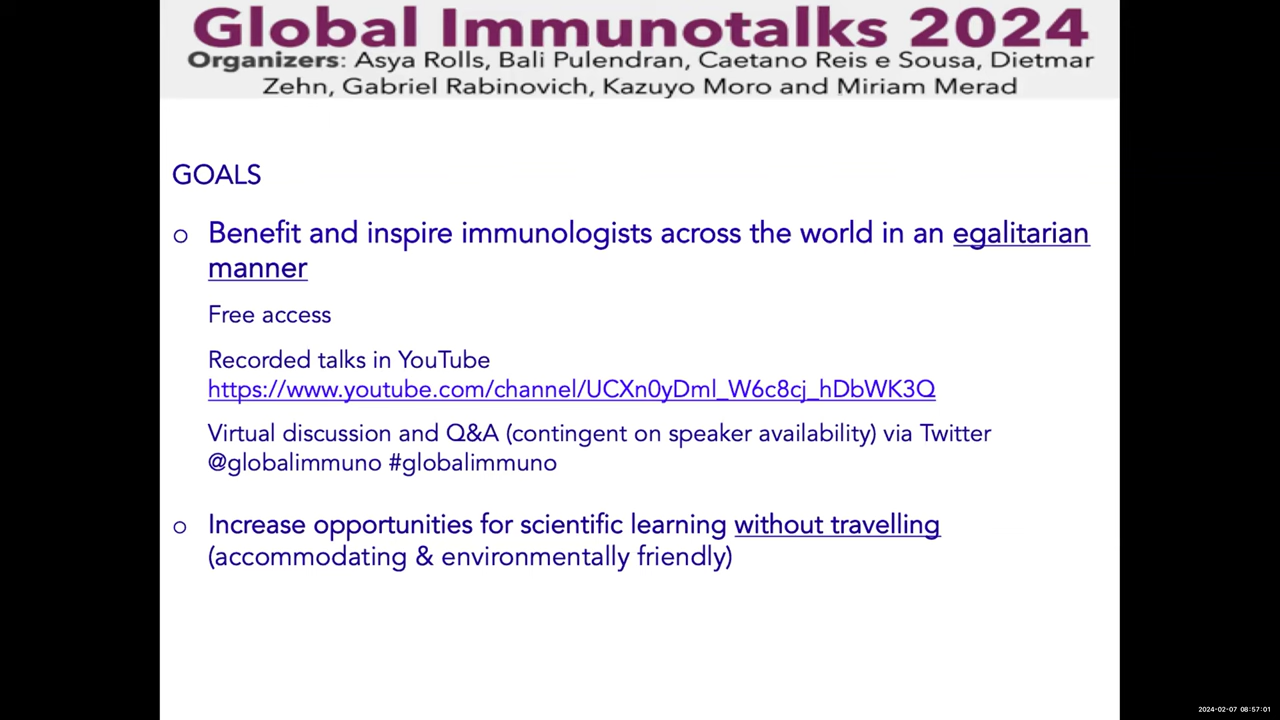 Global Immunotalks 2024
Organizers: Asya Rolls, Bali Pulendran, Caetano Reis e Sousa, Dietmar
Zehn, Gabriel Rabinovich, Kazuyo Moro and Miriam Merad
GOALS
o Benefit and inspire immunologists across the world in an egalitarian
manner
Free access
Recorded talks in YouTube
https://www.youtube.com/channel/UCXn0yDml_W6c8cj_hDbWK3Q
Virtual discussion and Q&A (contingent on speaker availability) via Twitter
@globalimmuno #globalimmuno
o Increase opportunities for scientific learning without travelling
(accommodating & environmentally friendly)
2024-02-07 08:57:01